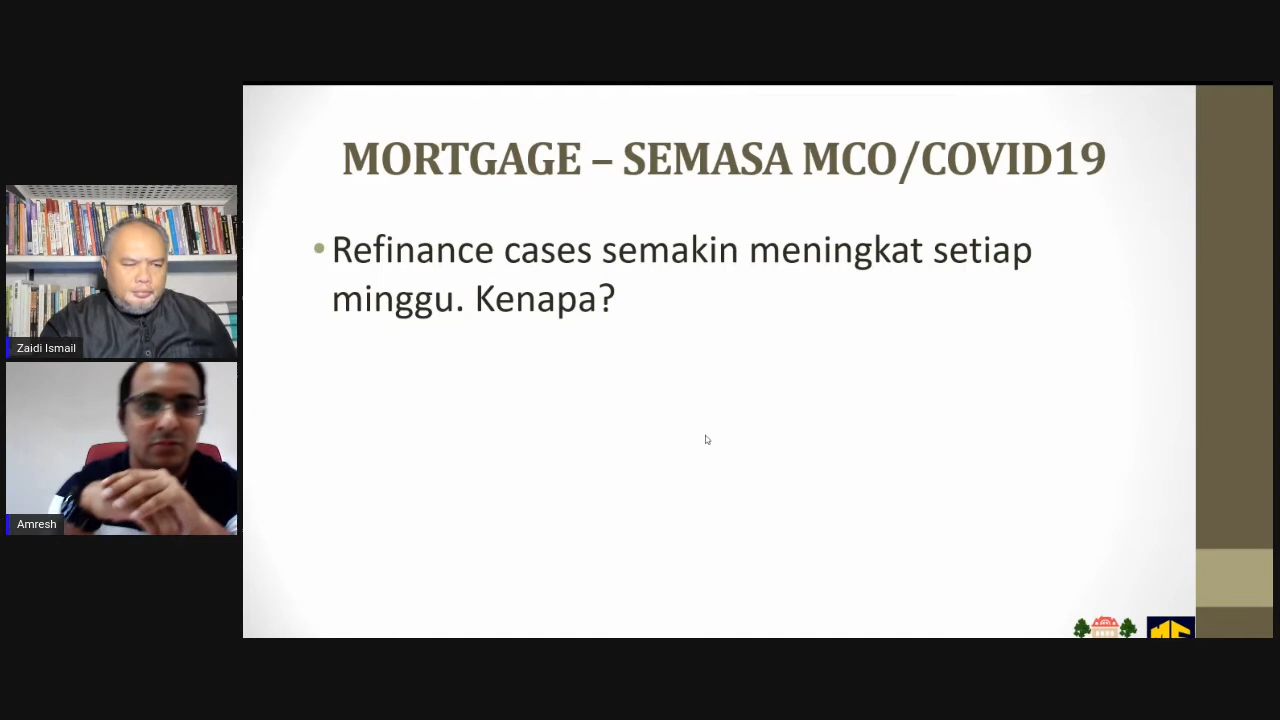 MORTGAGE – SEMASA MCO/COVID19
• Refinance cases semakin meningkat setiap
minggu. Kenapa?
Zaidi Ismail
Amresh